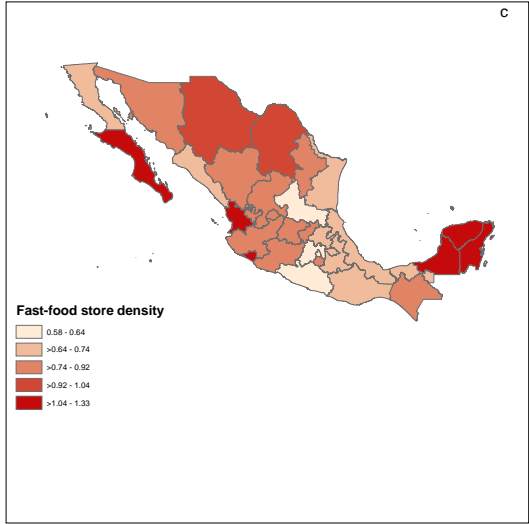 C
Fast-food store density
0.58 - 0.64
>0.64 - 0.74
>0.74 - 0.92
>0.92 - 1.04
>1.04 - 1.33